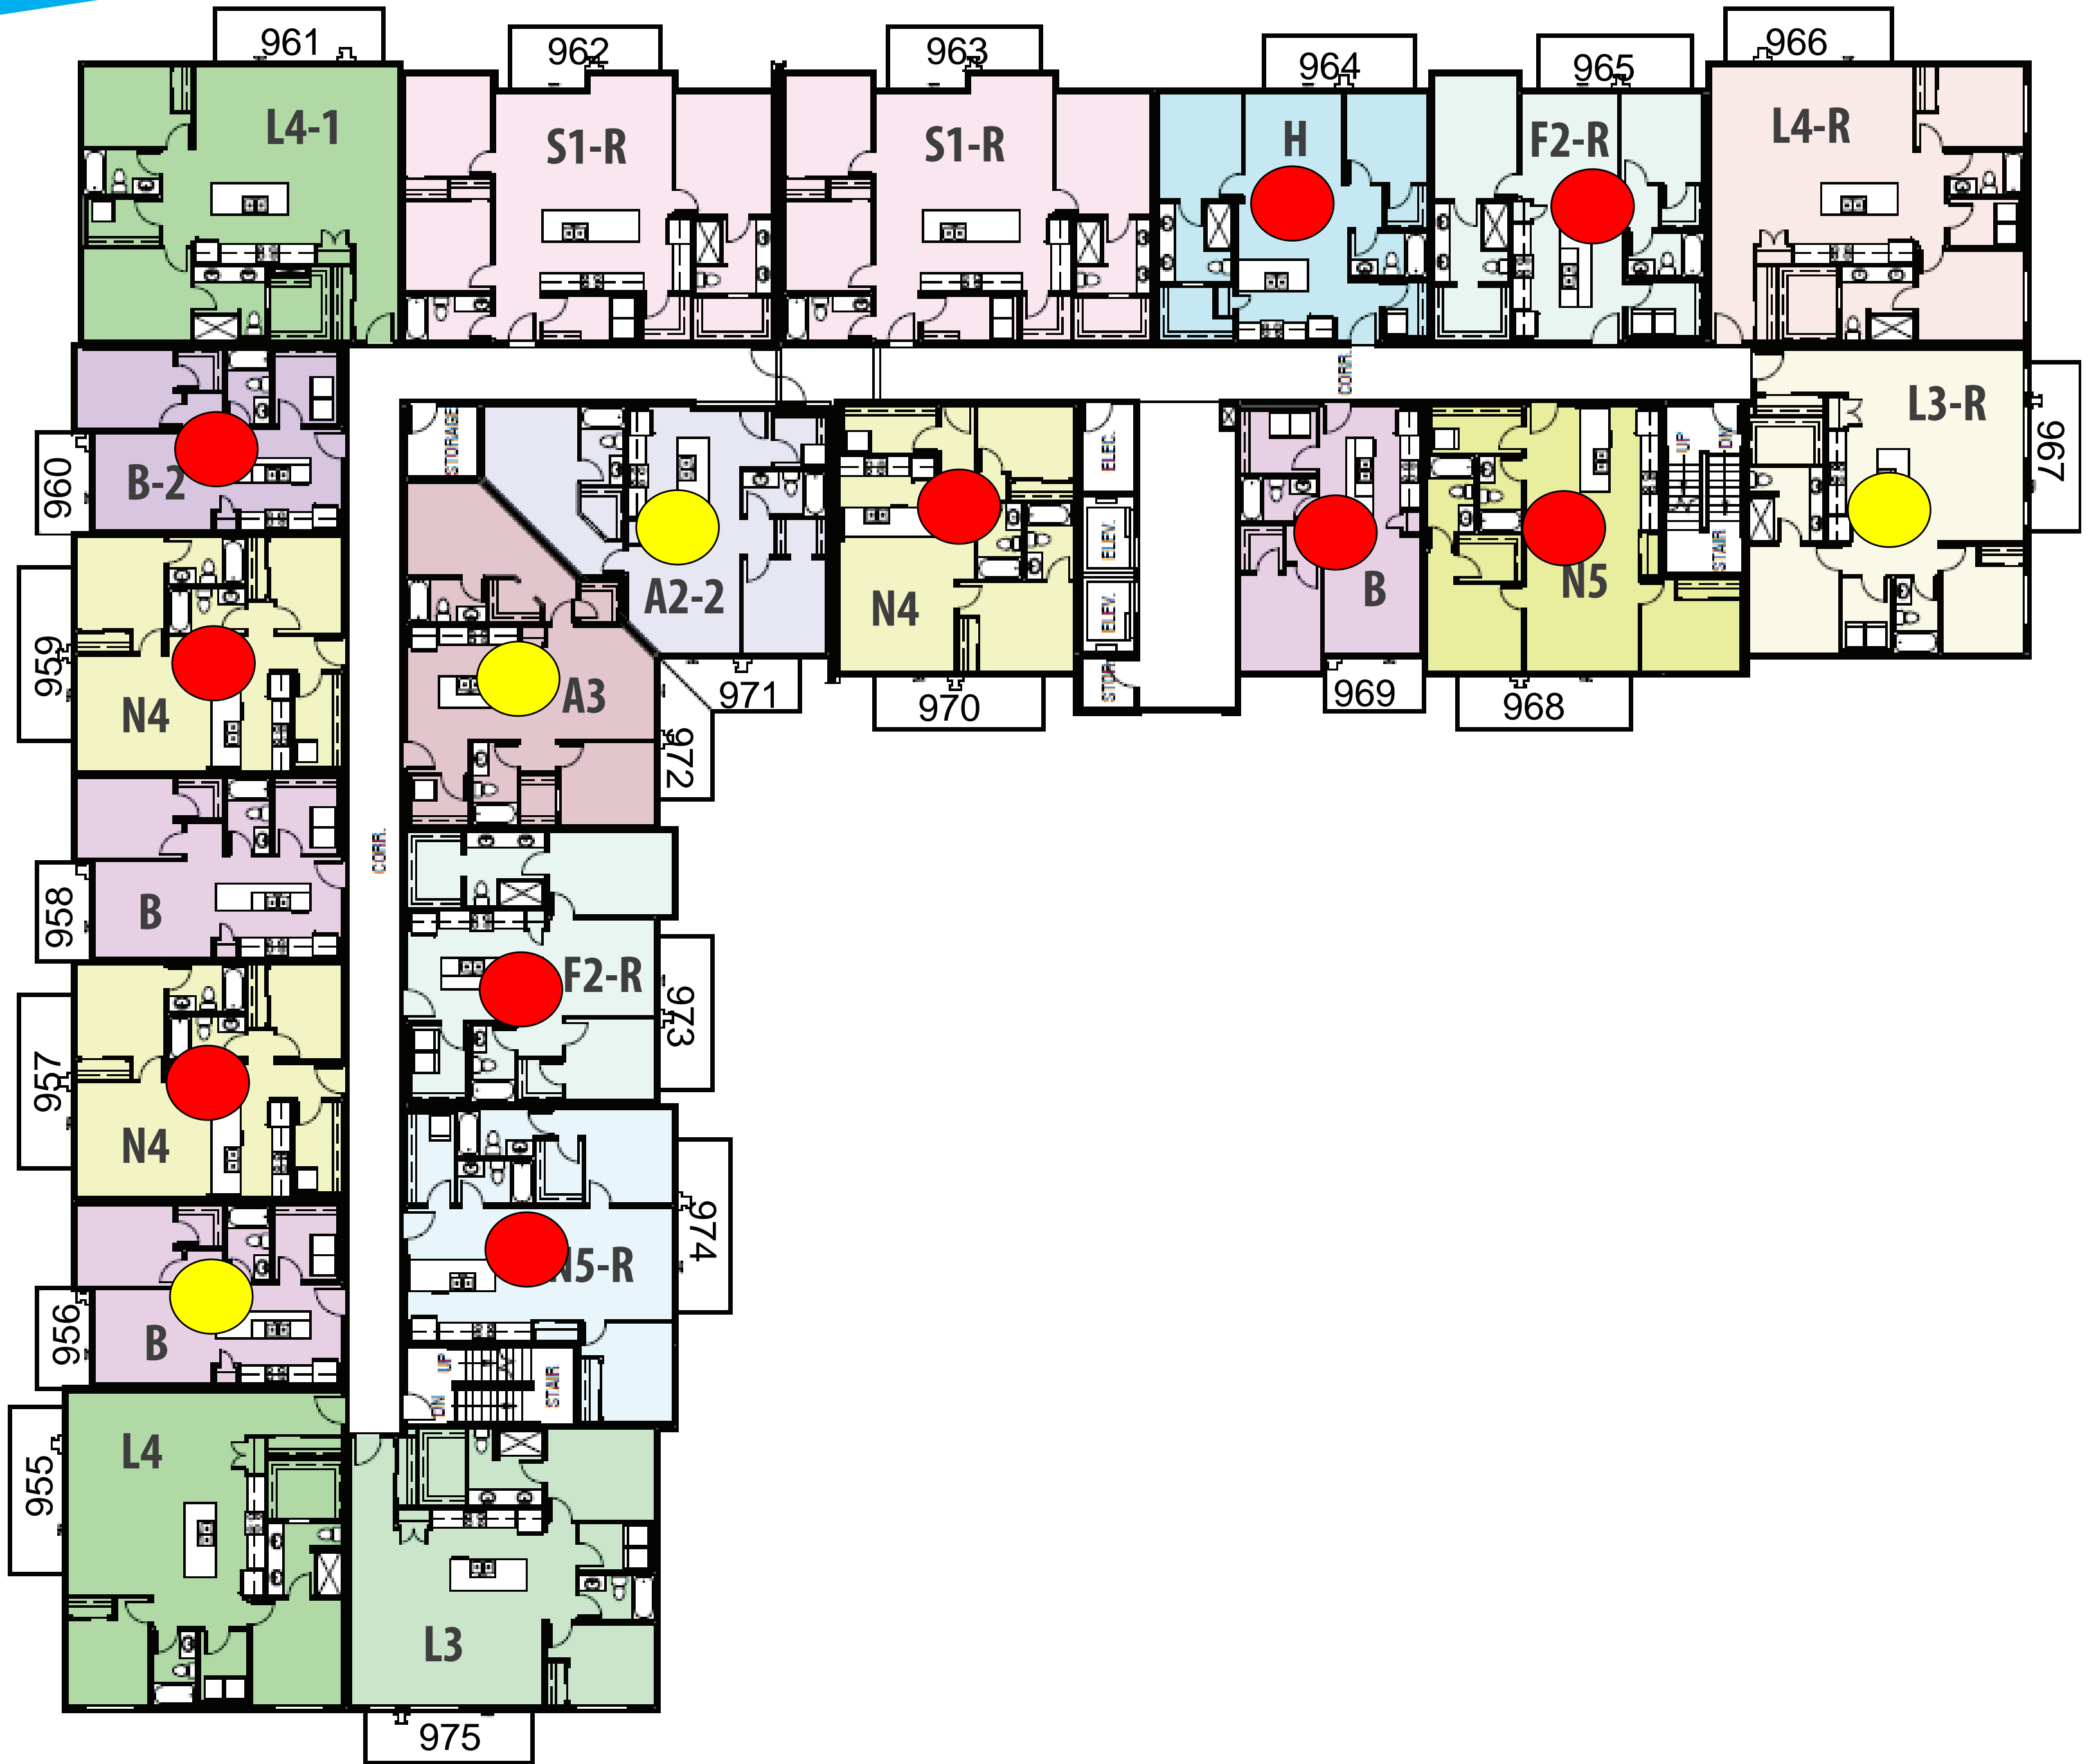 961
962
963
964
965
966
L4-1
S1-R
S1-R
H
F2-R
L4-R
CORR.
L3-R
967
960
B-2
STORAGE
A2-2
N4
ELEC.
ELEV.
ELEV.
STOR.
B
N5
UP
DN
STAIR
959
N4
A3
971
970
969
968
972
CORR.
958
B
F2-R
973
957
N4
N5-R
974
956
B
UP
DN
STAIR
955
L4
L3
975